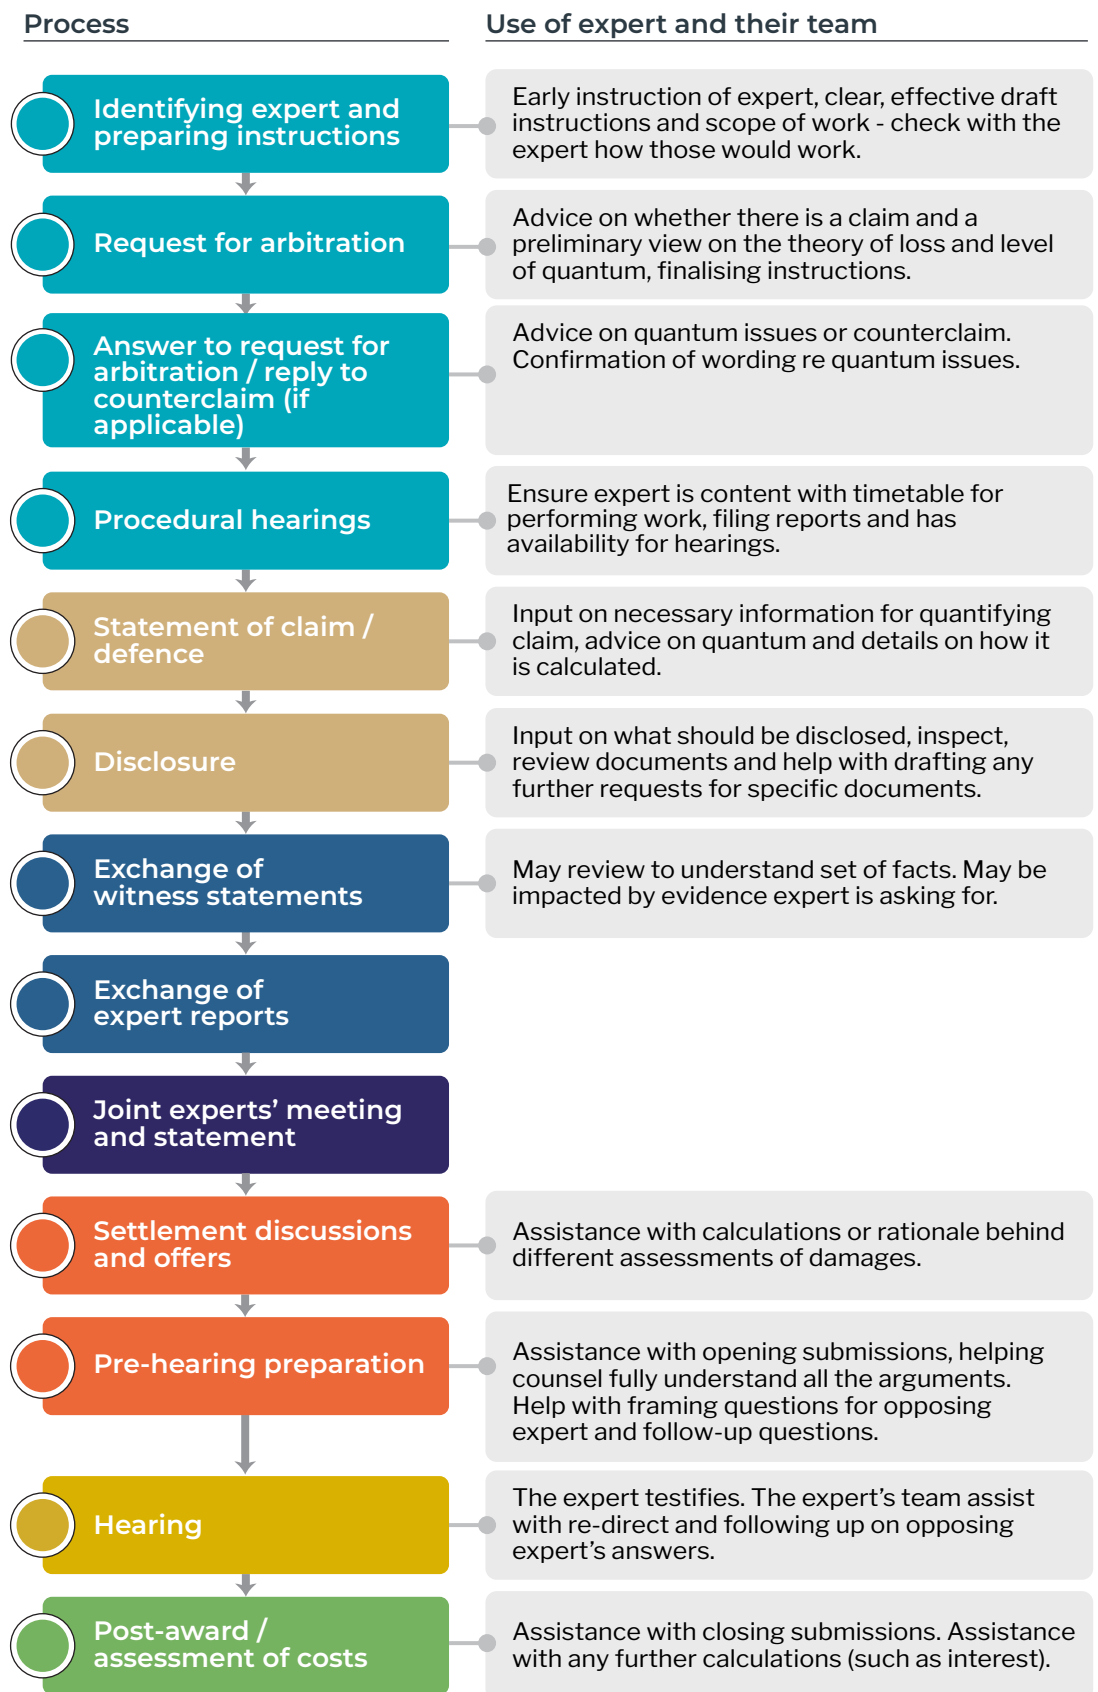 Process
Use of expert and their team
Identifying expert and
preparing instructions
Early instruction of expert, clear, effective draft
instructions and scope of work - check with the
expert how those would work.
Request for arbitration
Advice on whether there is a claim and a
preliminary view on the theory of loss and level
of quantum, finalising instructions.
Answer to request for
arbitration / reply to
counterclaim (if
applicable)
Advice on quantum issues or counterclaim.
Confirmation of wording re quantum issues.
Procedural hearings
Ensure expert is content with timetable for
performing work, filing reports and has
availability for hearings.
Statement of claim /
defence
Input on necessary information for quantifying
claim, advice on quantum and details on how it
is calculated.
Disclosure
Input on what should be disclosed, inspect,
review documents and help with drafting any
further requests for specific documents.
Exchange of
witness statements
May review to understand set of facts. May be
impacted by evidence expert is asking for.
Exchange of
expert reports
Joint experts’ meeting
and statement
Settlement discussions
and offers
Assistance with calculations or rationale behind
different assessments of damages.
Pre-hearing preparation
Assistance with opening submissions, helping
counsel fully understand all the arguments.
Help with framing questions for opposing
expert and follow-up questions.
Hearing
The expert testifies. The expert’s team assist
with re-direct and following up on opposing
expert’s answers.
Post-award /
assessment of costs
Assistance with closing submissions. Assistance
with any further calculations (such as interest).